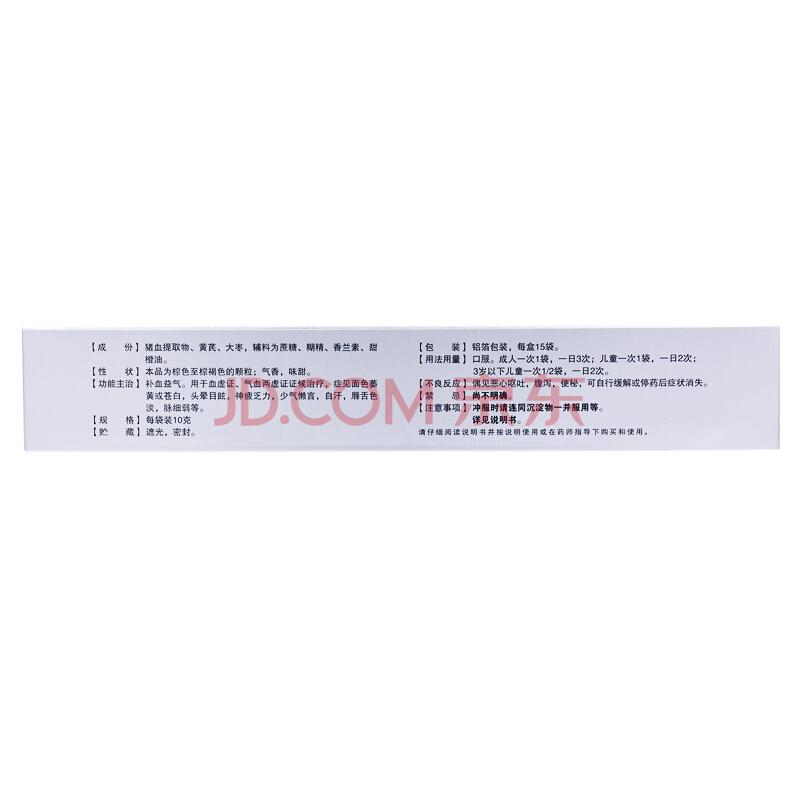 【成 份】猪血提取物、黄芪、大枣，辅料为蔗糖、糊精、香兰素、甜
橙油。
【性 状】本品为棕色至棕褐色的颗粒；气香，味甜。
【功能主治】补血益气。用于血虚证、气血两虚证证候治疗，症见面色萎
黄或苍白，头晕目眩，神疲乏力，少气懒言，自汗，唇舌色
淡，脉细弱等。
【规 格】每袋装10克
【贮 藏】遮光，密封。
【包 装】铝箔包装，每盒15袋。
【用法用量】口服。成人一次1袋，一日3次；儿童一次1袋，一日2次；
3岁以下儿童一次1/2袋，一日2次。
【不良反应】偶见恶心呕吐，腹泻，便秘，可自行缓解或停药后症状消失。
【禁 忌】尚不明确。
【注意事项】冲服时请连同沉淀物一并服用等。
详见说明书。
请仔细阅读说明书并按说明使用或在药师指导下购买和使用。
JD.COM 京东